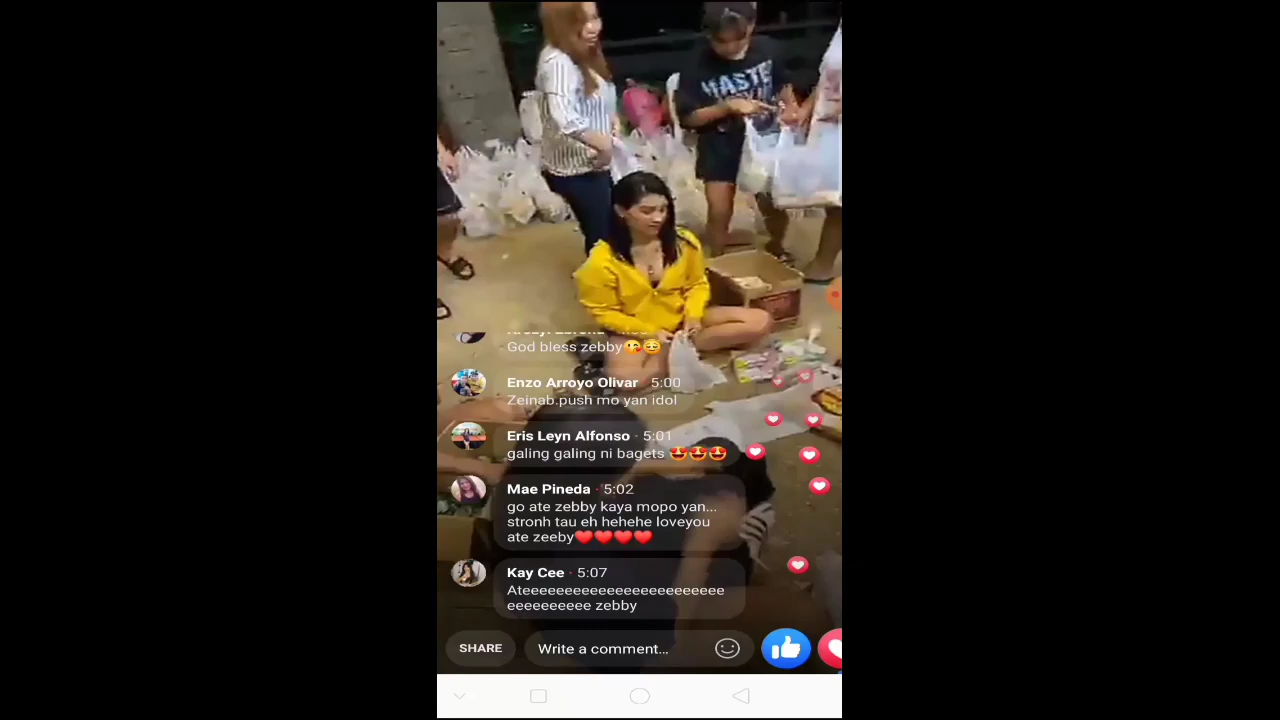 MASTE
God bless zebby😘😌
Enzo Arroyo Olivar · 5:00
Zeinab.push mo yan idol
Eris Leyn Alfonso · 5:01
galing galing ni bagets 🤩🤩🤩
Mae Pineda · 5:02
go ate zebby kaya mopo yan...
stronh tau eh hehehe loveyou
ate zeeby❤️❤️❤️❤️
Kay Cee · 5:07
Ateeeeeeeeeeeeeeeeeeeeeeee
eeeeeeeeee zebby
SHARE
Write a comment...